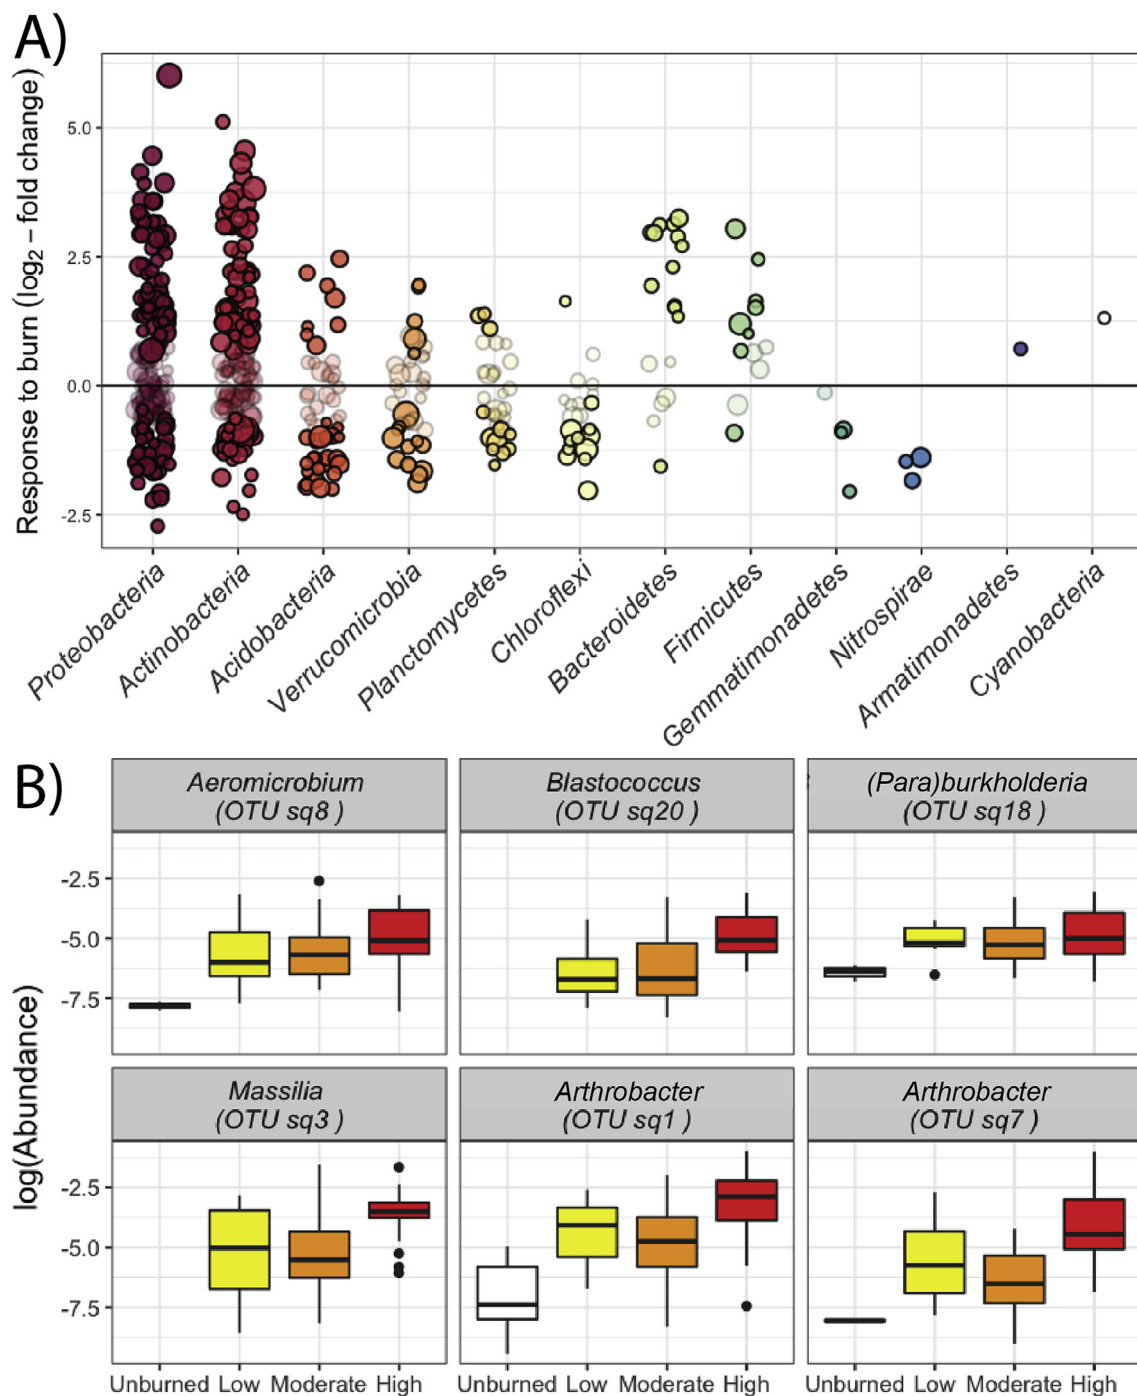 A)
Response to burn (log2 – fold change)
5.0
2.5
0.0
-2.5
Proteobacteria
Actinobacteria
Acidobacteria
Verrucomicrobia
Planctomycetes
Chloroflexi
Bacteroidetes
Firmicutes
Gemmatimonadetes
Nitrospirae
Armatimonadetes
Cyanobacteria
B)
log(Abundance)
Aeromicrobium
(OTU sq8 )
Blastococcus
(OTU sq20 )
(Para)burkholderia
(OTU sq18 )
-2.5
-5.0
-7.5
Massilia
(OTU sq3 )
Arthrobacter
(OTU sq1 )
Arthrobacter
(OTU sq7 )
-2.5
-5.0
-7.5
Unburned Low Moderate High
Unburned Low Moderate High
Unburned Low Moderate High